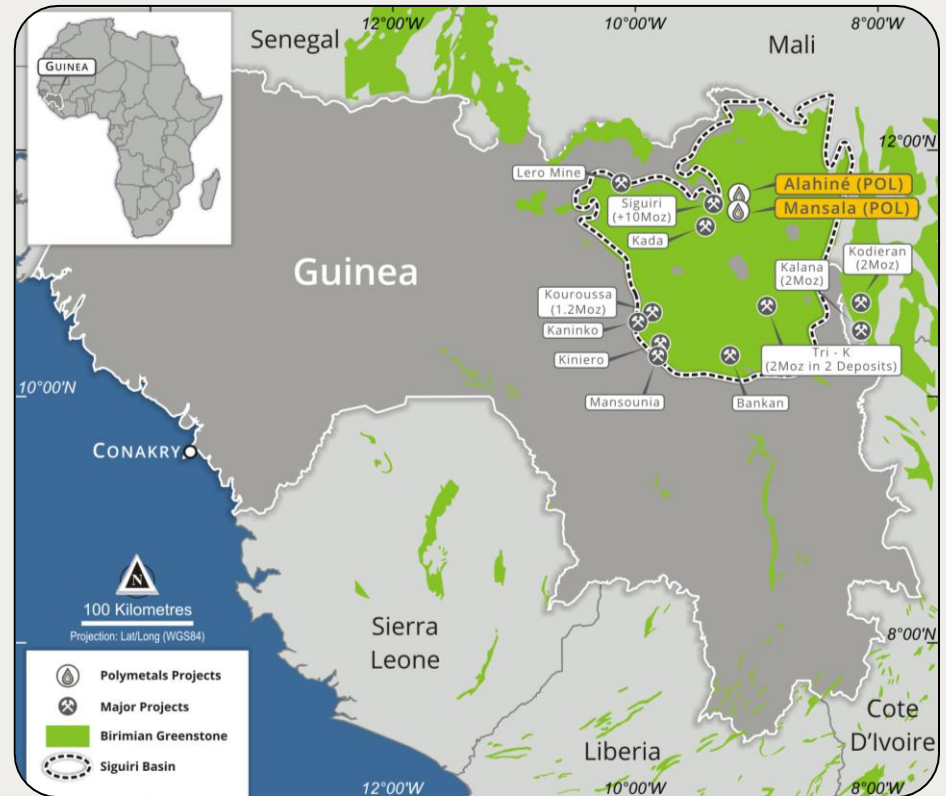 12°00'W
10°00'W
8°00'W
Senegal
Mali
GUINEA
12°00'N
Lero Mine
Alahiné (POL)
Siguiri
(+10Moz)
Mansala (POL)
Kada
Guinea
Kodieran
(2Moz)
Kalana
(2Moz)
Kouroussa
(1.2Moz)
Kaninko
Kiniero
Tri - K
(2Moz in 2 Deposits)
10°00'N
Mansounia
Bankan
CONAKRY
N
100 Kilometres
Projection: Lat/Long (WGS84)
Sierra
Leone
8°00'N
Polymetals Projects
Major Projects
Birimian Greenstone
Siguiri Basin
Cote
D'Ivoire
Liberia
12°00'W
10°00'W
8°00'W